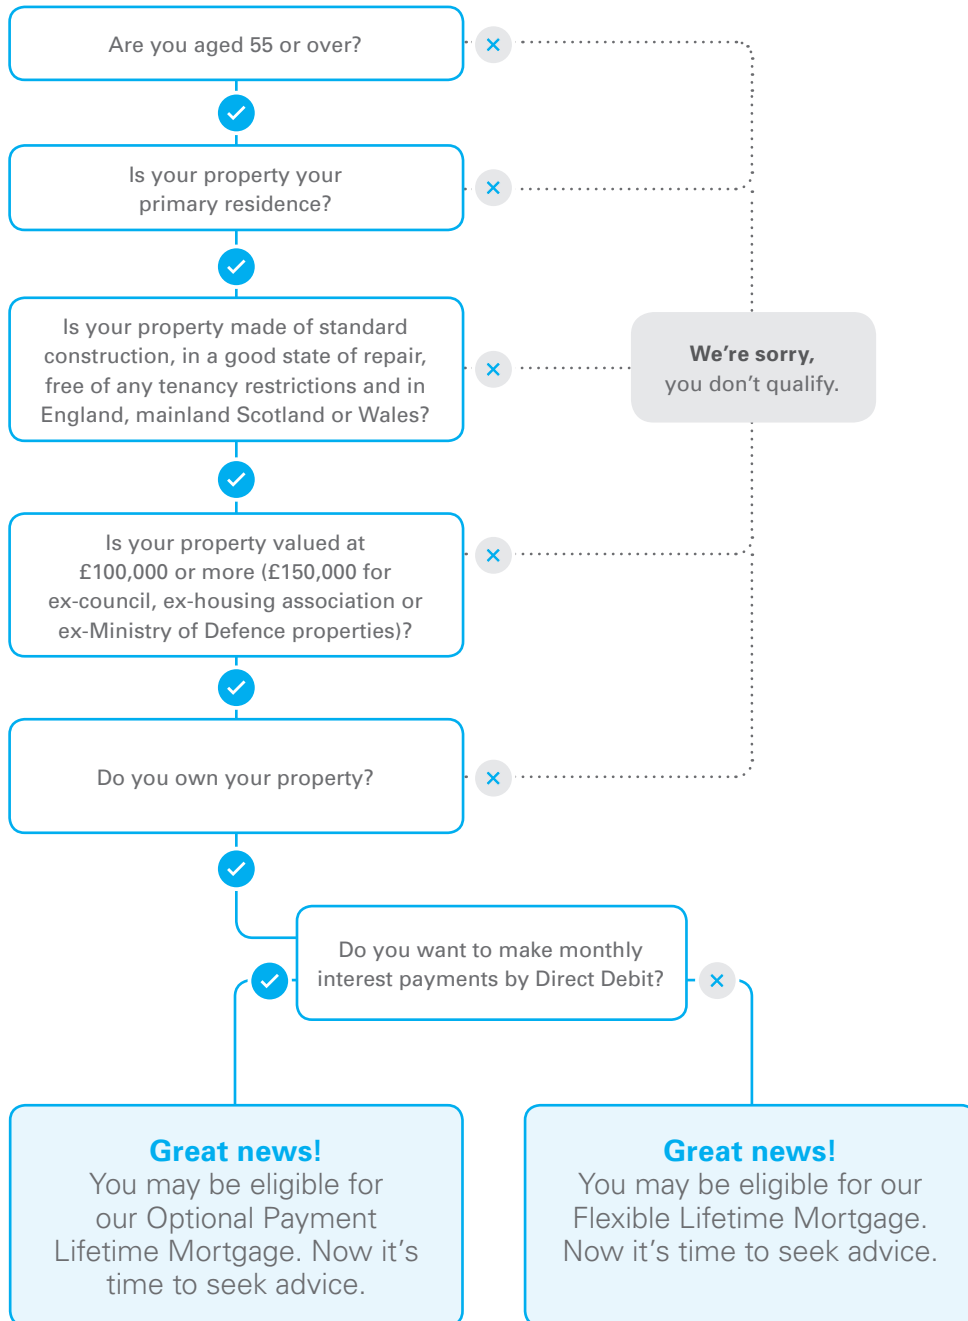 Are you aged 55 or over?
Is your property your
primary residence?
Is your property made of standard
construction, in a good state of repair,
free of any tenancy restrictions and in
England, mainland Scotland or Wales?
We’re sorry,
you don’t qualify.
Is your property valued at
£100,000 or more (£150,000 for
ex-council, ex-housing association or
ex-Ministry of Defence properties)?
Do you own your property?
Do you want to make monthly
interest payments by Direct Debit?
Great news!
You may be eligible for
our Optional Payment
Lifetime Mortgage. Now it’s
time to seek advice.
Great news!
You may be eligible for our
Flexible Lifetime Mortgage.
Now it’s time to seek advice.